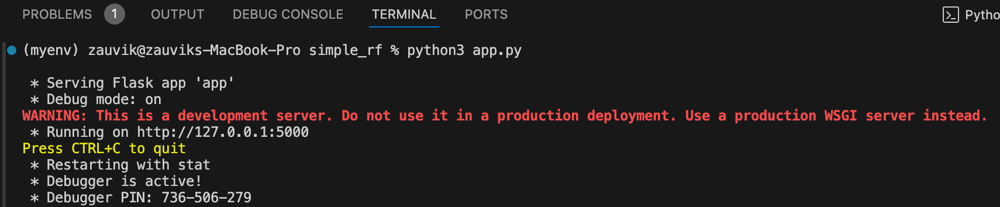 PROBLEMS 1 OUTPUT DEBUG CONSOLE TERMINAL PORTS Pytho
(myenv) zauvik@zauviks-MacBook-Pro simple_rf % python3 app.py
* Serving Flask app 'app'
* Debug mode: on
WARNING: This is a development server. Do not use it in a production deployment. Use a production WSGI server instead.
* Running on http://127.0.0.1:5000
Press CTRL+C to quit
* Restarting with stat
* Debugger is active!
* Debugger PIN: 736-506-279